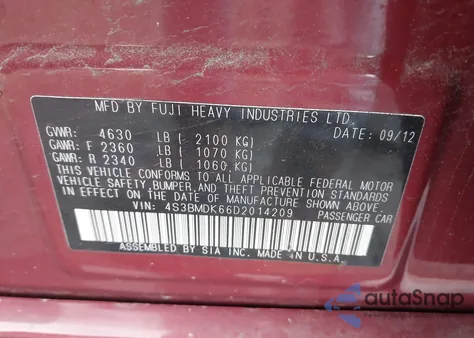 MFD BY FUJI HEAVY INDUSTRIES LTD.
DATE: 09/12
GVWR: 4630 LB ( 2100 KG)
GAWR: F 2360 LB ( 1070 KG)
GAWR: R 2340 LB ( 1060 KG)
THIS VEHICLE CONFORMS TO ALL APPLICABLE FEDERAL MOTOR
VEHICLE SAFETY, BUMPER, AND THEFT PREVENTION STANDARDS
IN EFFECT ON THE DATE OF MANUFACTURE SHOWN ABOVE.
VIN: 4S3BMDK66D2014209 PASSENGER CAR
ASSEMBLED BY SIA INC. MADE IN U.S.A.
autoSnap
VEHICLE INFORMATION